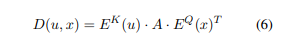 D(u, x) = E^K(u) · A · E^Q(x)^T (6)